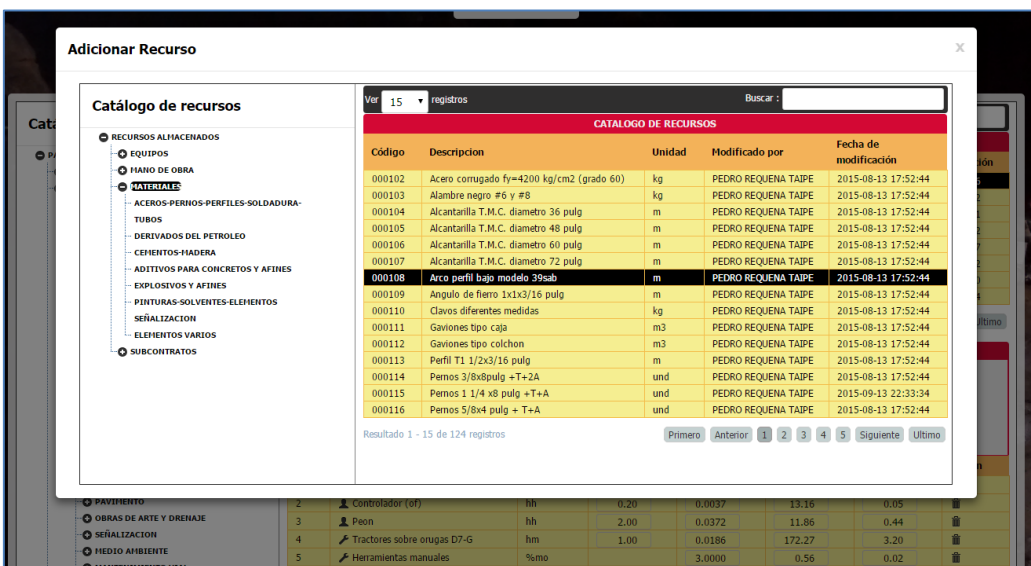 Adicionar Recurso
x
Catálogo de recursos
RECURSOS ALMACENADOS
EQUIPOS
MANO DE OBRA
MATERIALES
ACEROS-PERNOS-PERFILES-SOLDADURA-
TUBOS
DERIVADOS DEL PETROLEO
CEMENTOS-MADERA
ADITIVOS PARA CONCRETOS Y AFINES
EXPLOSIVOS Y AFINES
PINTURAS-SOLVENTES-ELEMENTOS
SEÑALIZACION
ELEMENTOS VARIOS
SUBCONTRATOS
Ver 15 registros Buscar :
CATALOGO DE RECURSOS
Código Descripcion Unidad Modificado por Fecha de
modificación
000102 Acero corrugado fy=4200 kg/cm2 (grado 60) kg PEDRO REQUENA TAIPE 2015-08-13 17:52:44
000103 Alambre negro #6 y #8 kg PEDRO REQUENA TAIPE 2015-08-13 17:52:44
000104 Alcantarilla T.M.C. diametro 36 pulg m PEDRO REQUENA TAIPE 2015-08-13 17:52:44
000105 Alcantarilla T.M.C. diametro 48 pulg m PEDRO REQUENA TAIPE 2015-08-13 17:52:44
000106 Alcantarilla T.M.C. diametro 60 pulg m PEDRO REQUENA TAIPE 2015-08-13 17:52:44
000107 Alcantarilla T.M.C. diametro 72 pulg m PEDRO REQUENA TAIPE 2015-08-13 17:52:44
000108 Arco perfil bajo modelo 39sab m PEDRO REQUENA TAIPE 2015-08-13 17:52:44
000109 Angulo de fierro 1x1x3/16 pulg m PEDRO REQUENA TAIPE 2015-08-13 17:52:44
000110 Clavos diferentes medidas kg PEDRO REQUENA TAIPE 2015-08-13 17:52:44
000111 Gaviones tipo caja m3 PEDRO REQUENA TAIPE 2015-08-13 17:52:44
000112 Gaviones tipo colchon m3 PEDRO REQUENA TAIPE 2015-08-13 17:52:44
000113 Perfil T1 1/2x3/16 pulg m PEDRO REQUENA TAIPE 2015-08-13 17:52:44
000114 Pernos 3/8x8pulg +T+2A und PEDRO REQUENA TAIPE 2015-08-13 17:52:44
000115 Pernos 1 1/4 x8 pulg +T+A und PEDRO REQUENA TAIPE 2015-09-13 22:33:34
000116 Pernos 5/8x4 pulg + T+A und PEDRO REQUENA TAIPE 2015-08-13 17:52:44
Resultado 1 - 15 de 124 registros Primero Anterior 1 2 3 4 5 Siguiente Ultimo
PAVIMENTO
OBRAS DE ARTE Y DRENAJE
SEÑALIZACION
MEDIO AMBIENTE
2 Controlador (of) hh 0.20 0.0037 13.16 0.05
3 Peon hh 2.00 0.0372 11.86 0.44
4 Tractores sobre orugas D7-G hm 1.00 0.0186 172.27 3.20
5 Herramientas manuales %mo 3.0000 0.56 0.02